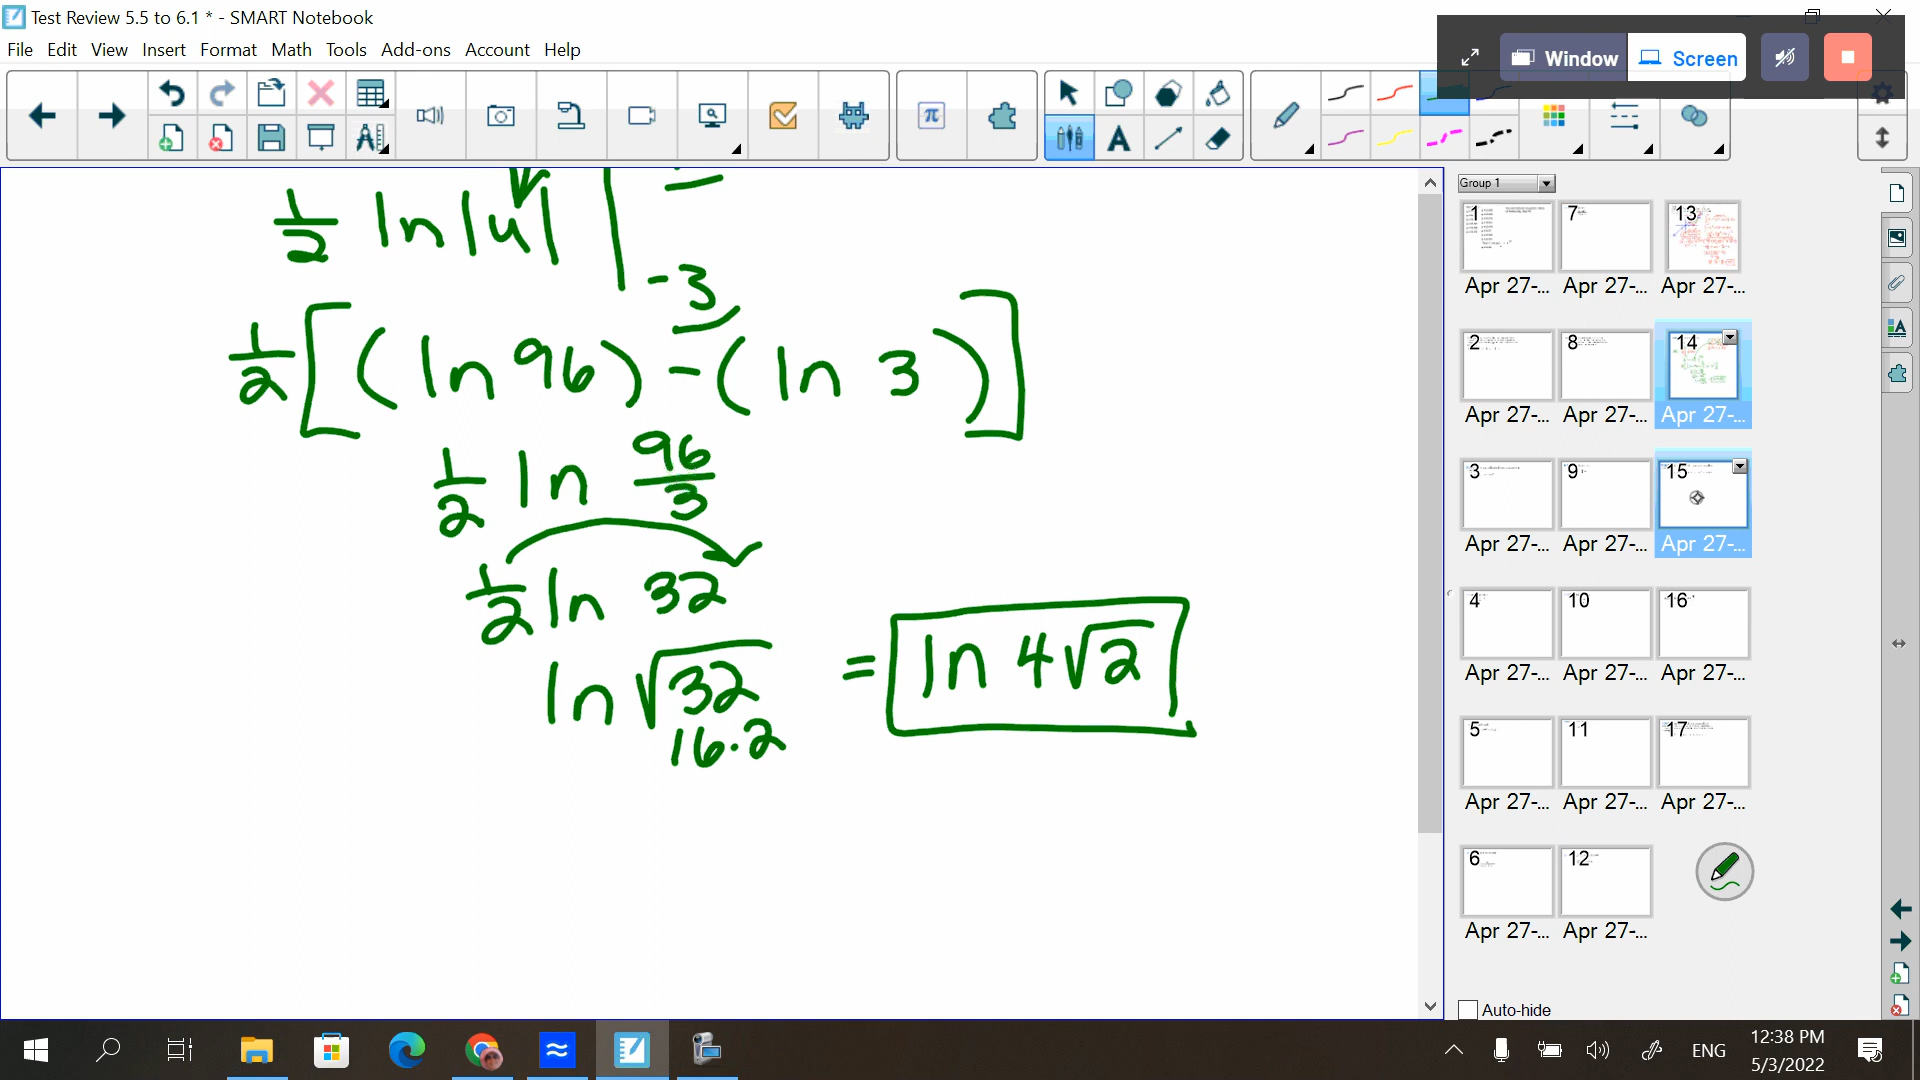 Test Review 5.5 to 6.1 * - SMART Notebook
File Edit View Insert Format Math Tools Add-ons Account Help
Window Screen
1/2 ln |u| |
-3
1/2 [(ln 96) - (ln 3)]
1/2 ln 96/3
1/2 ln 32
ln √32 = ln 4√2
16·2
Group 1
1 7 13
Apr 27-... Apr 27-... Apr 27-...
2 8 14
Apr 27-... Apr 27-... Apr 27-...
3 9 15
Apr 27-... Apr 27-... Apr 27-...
4 10 16
Apr 27-... Apr 27-... Apr 27-...
5 11 17
Apr 27-... Apr 27-... Apr 27-...
6 12
Apr 27-... Apr 27-...
Auto-hide
ENG
12:38 PM
5/3/2022